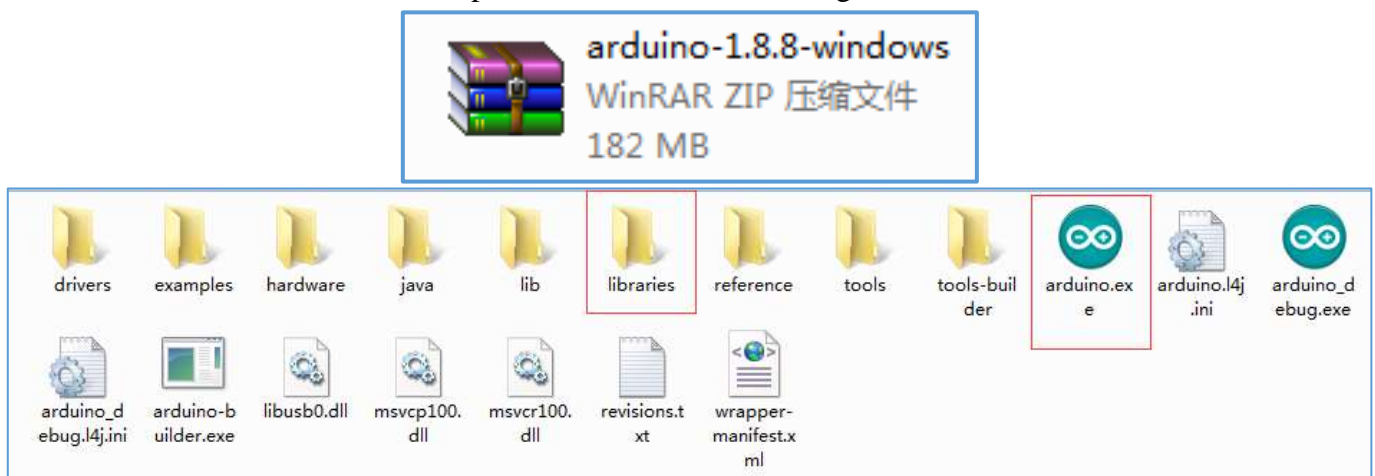 arduino-1.8.8-windows
WinRAR ZIP 压缩文件
182 MB
drivers
examples
hardware
java
lib
libraries
reference
tools
tools-buil
der
arduino.ex
e
arduino.l4j
.ini
arduino_d
ebug.exe
arduino_d
ebug.l4j.ini
arduino-b
uilder.exe
libusb0.dll
msvcp100.
dll
msvcr100.
dll
revisions.t
xt
wrapper-
manifest.x
ml